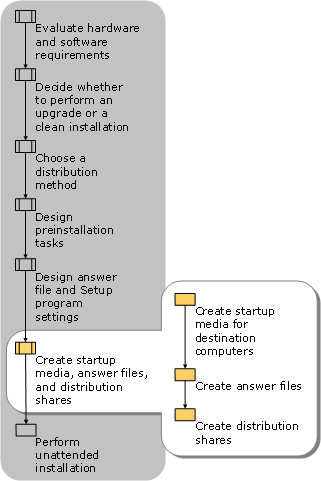 Evaluate hardware
and software
requirements
Decide whether
to perform an
upgrade or a
clean installation
Choose a
distribution
method
Design
preinstallation
tasks
Design answer
file and Setup
program
settings
Create startup
media, answer files,
and distribution
shares
Perform
unattended
installation
Create startup
media for
destination
computers
Create answer files
Create distribution
shares